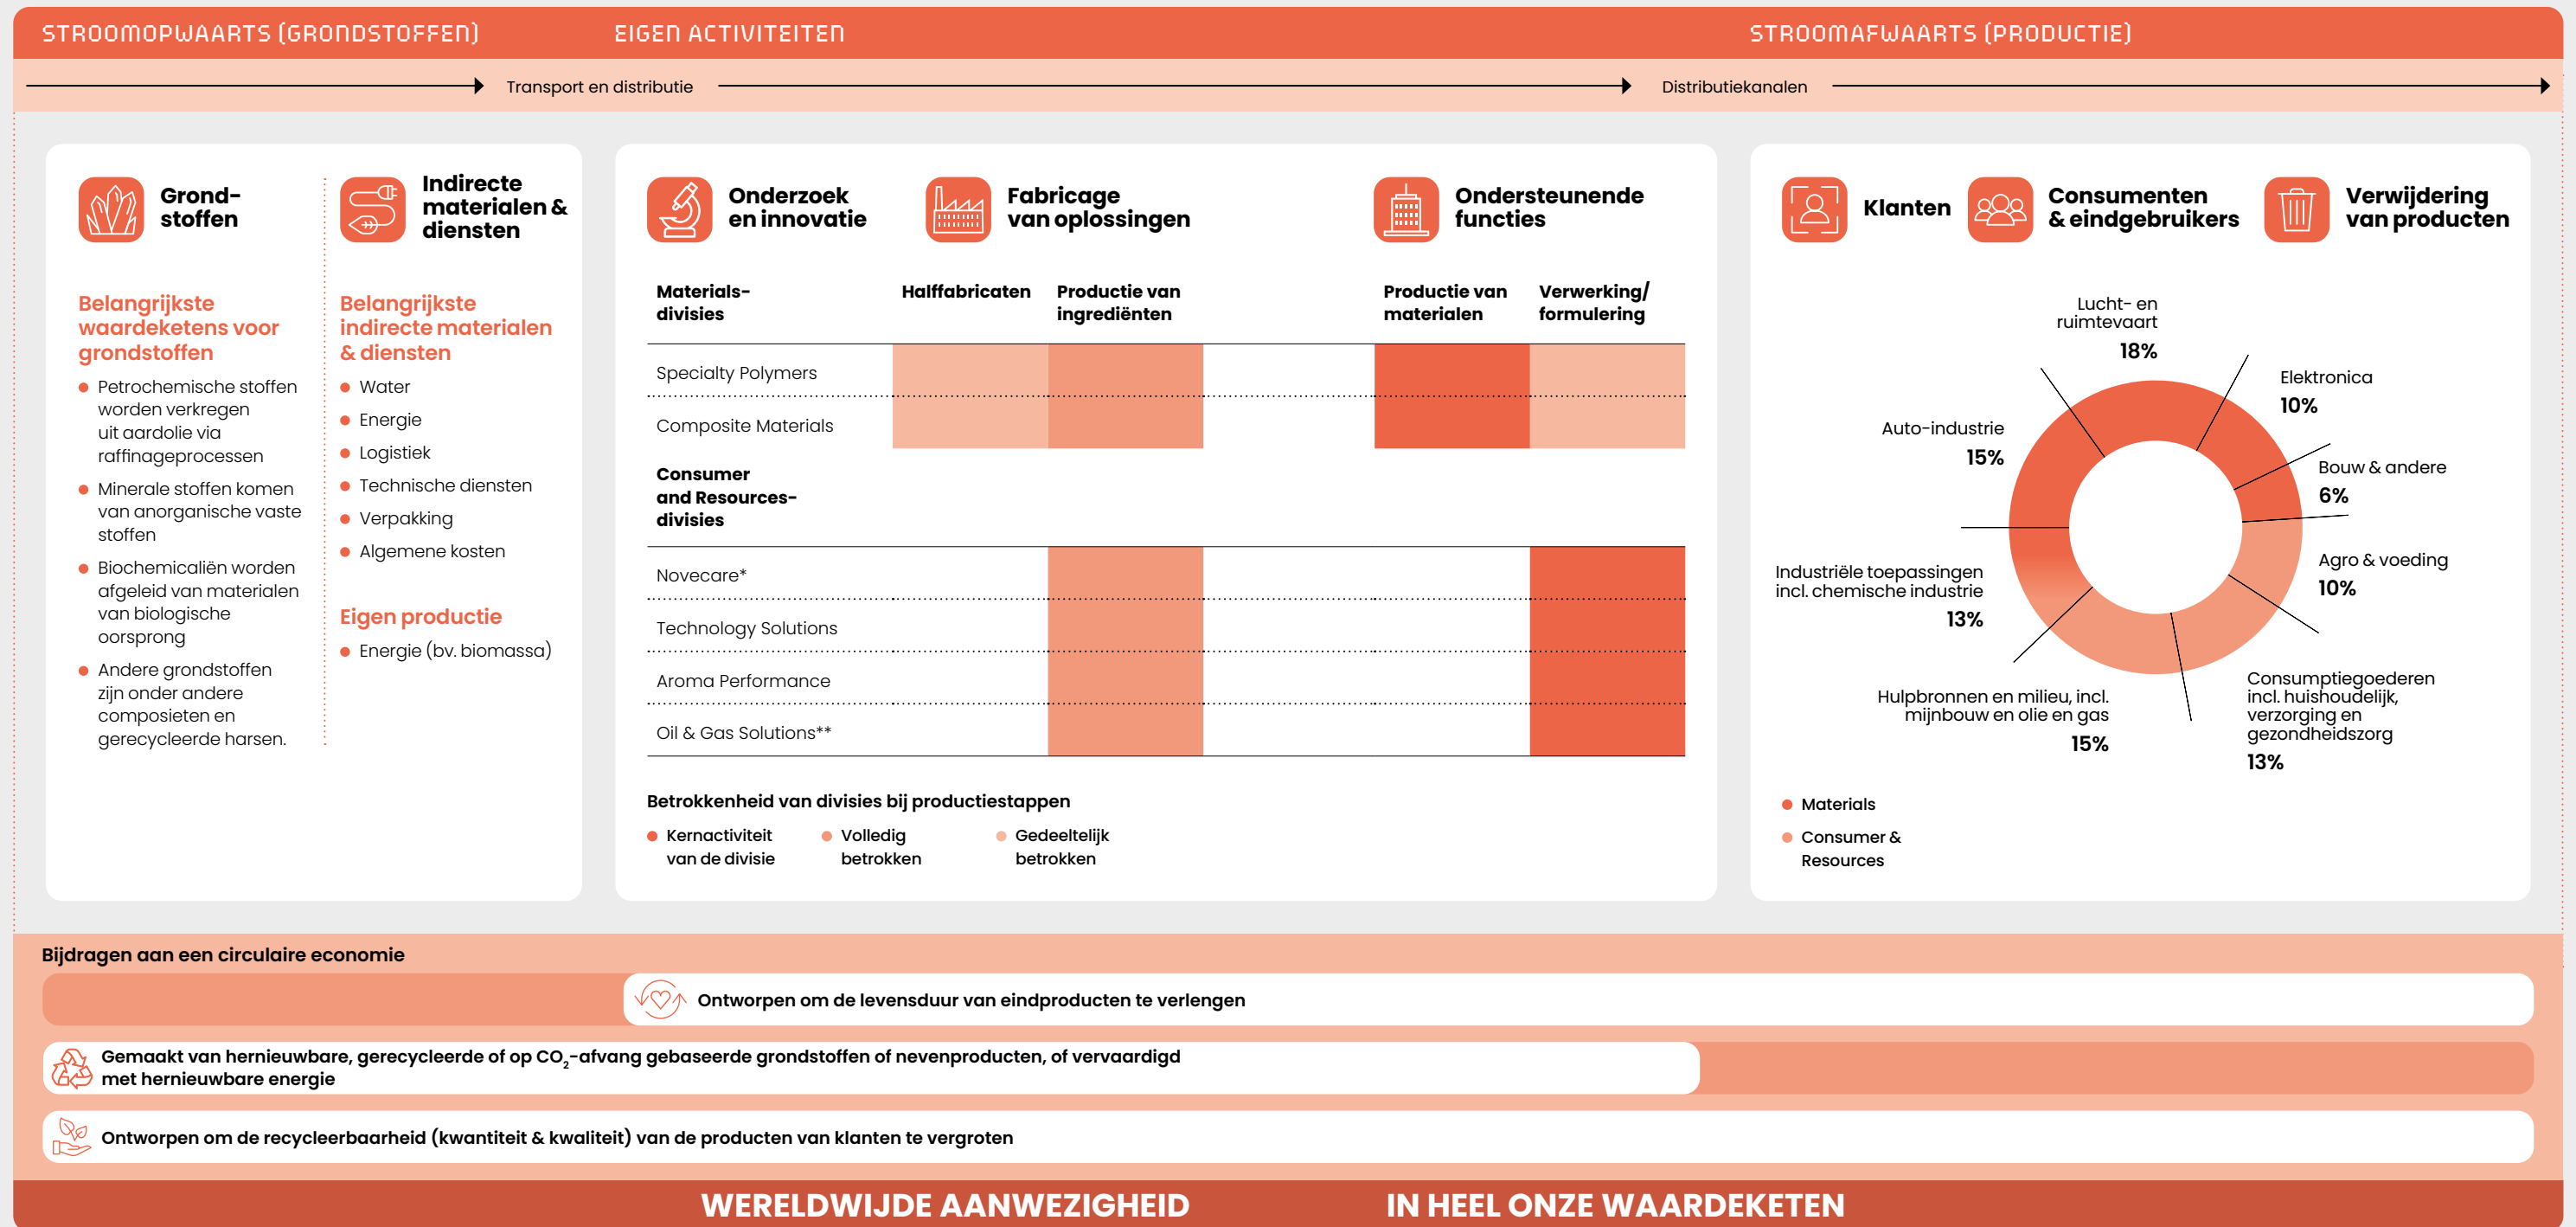 STROOMOPWAARTS (GRONDSTOFFEN)
EIGEN ACTIVITEITEN
STROOMAFWAARTS (PRODUCTIE)
Transport en distributie
Distributiekanalen
Grond-
stoffen
Indirecte
materialen &
diensten
Belangrijkste
waardeketens voor
grondstoffen
Petrochemische stoffen
worden verkregen
uit aardolie via
raffinageprocessen
Minerale stoffen komen
van anorganische vaste
stoffen
Biochemicaliën worden
afgeleid van materialen
van biologische
oorsprong
Andere grondstoffen
zijn onder andere
composieten en
gerecycleerde harsen.
Belangrijkste
indirecte materialen
& diensten
Water
Energie
Logistiek
Technische diensten
Verpakking
Algemene kosten
Eigen productie
Energie (bv. biomassa)
Onderzoek
en innovatie
Fabricage
van oplossingen
Ondersteunende
functies
Materials-
divisies
Halffabricaten
Productie van
ingrediënten
Productie van
materialen
Verwerking/
formulering
Specialty Polymers
Composite Materials
Consumer
and Resources-
divisies
Novecare*
Technology Solutions
Aroma Performance
Oil & Gas Solutions**
Betrokkenheid van divisies bij productiestappen
Kernactiviteit
van de divisie
Volledig
betrokken
Gedeeltelijk
betrokken
Klanten
Consumenten
& eindgebruikers
Verwijdering
van producten
Lucht- en
ruimtevaart
18%
Elektronica
10%
Bouw & andere
6%
Agro & voeding
10%
Consumptiegoederen
incl. huishoudelijk,
verzorging en
gezondheidszorg
13%
Hulpbronnen en milieu, incl.
mijnbouw en olie en gas
15%
Industriële toepassingen
incl. chemische industrie
13%
Auto-industrie
15%
Materials
Consumer &
Resources
Bijdragen aan een circulaire economie
Ontworpen om de levensduur van eindproducten te verlengen
Gemaakt van hernieuwbare, gerecycleerde of op CO₂-afvang gebaseerde grondstoffen of nevenproducten, of vervaardigd
met hernieuwbare energie
Ontworpen om de recycleerbaarheid (kwantiteit & kwaliteit) van de producten van klanten te vergroten
WERELDWIJDE AANWEZIGHEID IN HEEL ONZE WAARDEKETEN